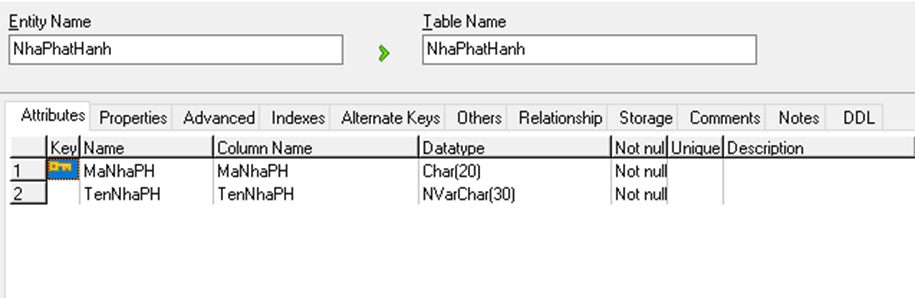 Entity Name Table Name
NhaPhatHanh NhaPhatHanh
Attributes Properties Advanced Indexes Alternate Keys Others Relationship Storage Comments Notes DDL
Key Name Column Name Datatype Not nul Unique Description
1 MaNhaPH MaNhaPH Char(20) Not null
2 TenNhaPH TenNhaPH NVarChar(30) Not null